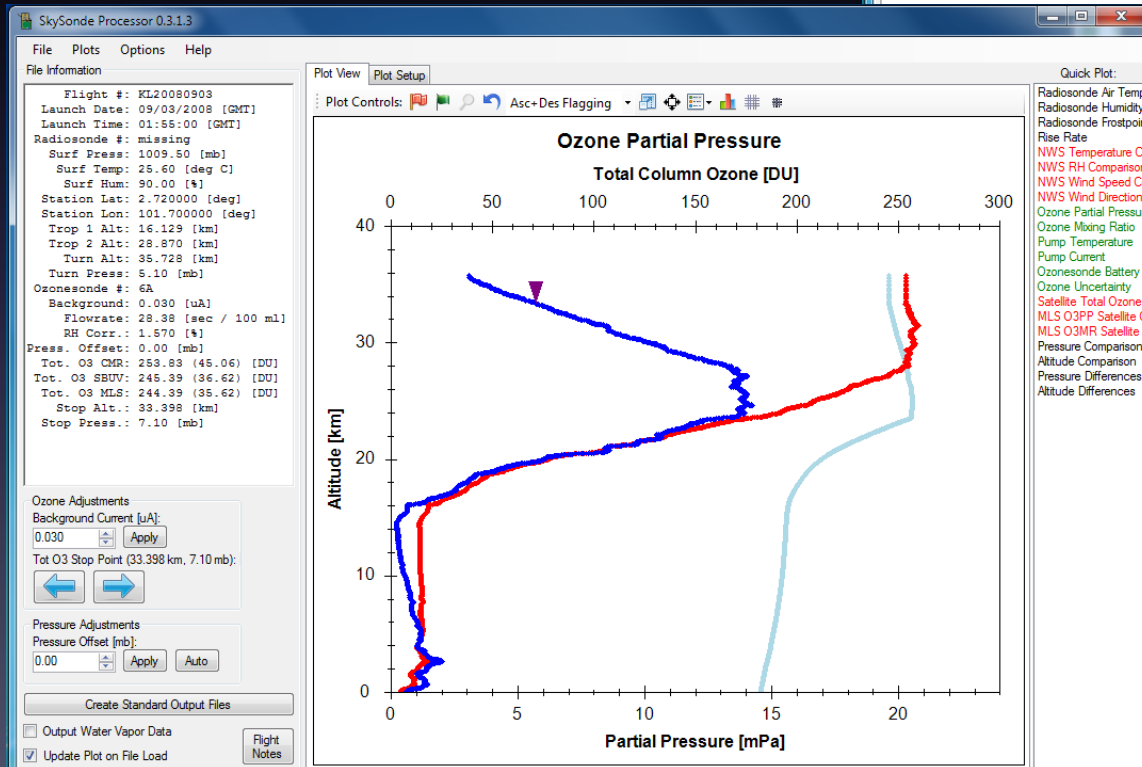 SkySonde Processor 0.3.1.3
File Plots Options Help
File Information
Flight #: KL20080903
Launch Date: 09/03/2008 [GMT]
Launch Time: 01:55:00 [GMT]
Radiosonde #: missing
Surf Press: 1009.50 [mb]
Surf Temp: 25.60 [deg C]
Surf Hum: 90.00 [%]
Station Lat: 2.720000 [deg]
Station Lon: 101.700000 [deg]
Trop 1 Alt: 16.129 [km]
Trop 2 Alt: 28.870 [km]
Turn Alt: 35.728 [km]
Turn Press: 5.10 [mb]
Ozonesonde #: 6A
Background: 0.030 [uA]
Flowrate: 28.38 [sec / 100 ml]
RH Corr.: 1.570 [%]
Press. Offset: 0.00 [mb]
Tot. O3 CMR: 253.83 (45.06) [DU]
Tot. O3 SBUV: 245.39 (36.62) [DU]
Tot. O3 MLS: 244.39 (35.62) [DU]
Stop Alt.: 33.398 [km]
Stop Press.: 7.10 [mb]
Ozone Adjustments
Background Current [uA]:
0.030 Apply
Tot O3 Stop Point (33.398 km, 7.10 mb):
Pressure Adjustments
Pressure Offset [mb]:
0.00 Apply Auto
Create Standard Output Files
Output Water Vapor Data
Update Plot on File Load
Flight
Notes
Plot View Plot Setup
Plot Controls: Asc+Des Flagging
Ozone Partial Pressure
Total Column Ozone [DU]
0 50 100 150 200 250 300
40
30
20
10
0
Altitude [km]
0 5 10 15 20
Partial Pressure [mPa]
Quick Plot:
Radiosonde Air Temp
Radiosonde Humidity
Radiosonde Frostpoin
Rise Rate
NWS Temperature C
NWS RH Comparison
NWS Wind Speed C
NWS Wind Direction
Ozone Partial Pressu
Ozone Mixing Ratio
Pump Temperature
Pump Current
Ozonesonde Battery
Ozone Uncertainty
Satellite Total Ozone
MLS O3PP Satellite C
MLS O3MR Satellite
Pressure Comparison
Altitude Comparison
Pressure Differences
Altitude Differences